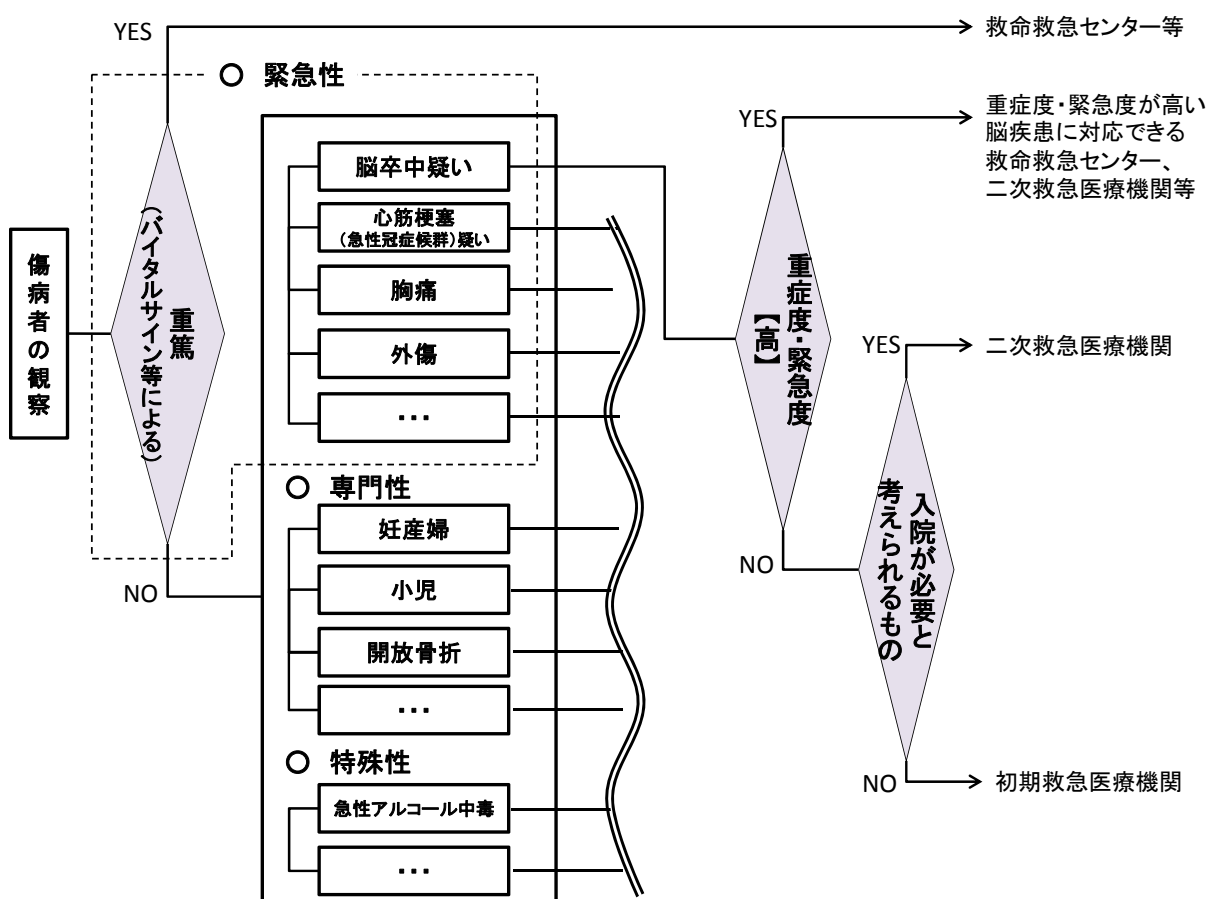 YES
救命救急センター等
○ 緊急性
傷病者の観察
重篤
（バイタルサイン等による）
NO
脳卒中疑い
心筋梗塞
（急性冠症候群）疑い
胸痛
外傷
･･･
○ 専門性
妊産婦
小児
開放骨折
･･･
○ 特殊性
急性アルコール中毒
･･･
YES
重症度・緊急度が高い
脳疾患に対応できる
救命救急センター、
二次救急医療機関等
重症度・緊急度
【高】
NO
YES
二次救急医療機関
入院が必要と
考えられるもの
NO
初期救急医療機関